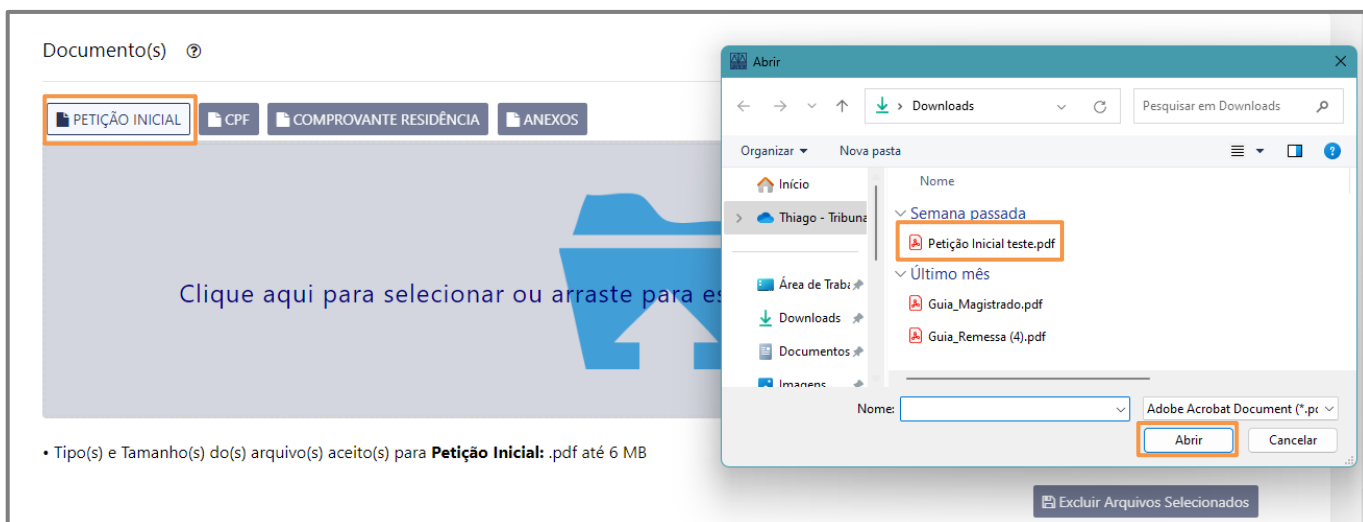 Documento(s)
PETIÇÃO INICIAL CPF COMPROVANTE RESIDÊNCIA ANEXOS
Clique aqui para selecionar ou arraste para
• Tipo(s) e Tamanho(s) do(s) arquivo(s) aceito(s) para Petição Inicial: .pdf até 6 MB
Excluir Arquivos Selecionados
Abrir
Downloads
Pesquisar em Downloads
Organizar
Nova pasta
Início
Thiago - Tribuna
Área de Traba
Downloads
Documentos
Imagens
Nome
Semana passada
Petição Inicial teste.pdf
Último mês
Guia_Magistrado.pdf
Guia_Remessa (4).pdf
Nome:
Adobe Acrobat Document (*.pd
Abrir
Cancelar